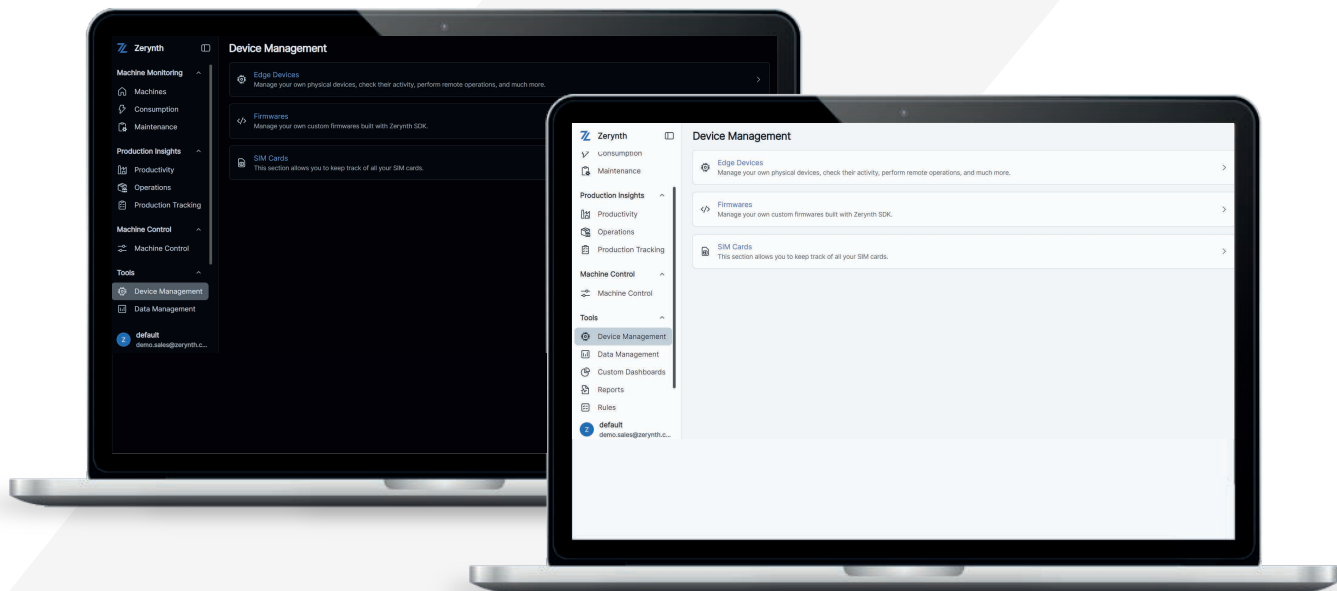 Zerynth
Machine Monitoring
Machines
Consumption
Maintenance
Production Insights
Productivity
Operations
Production Tracking
Machine Control
Machine Control
Tools
Device Management
Data Management
Z
default
demo.sales@zerynth.c...
Device Management
Edge Devices
Manage your own physical devices, check their activity, perform remote operations, and much more.
Firmwares
Manage your own custom firmwares built with Zerynth SDK.
SIM Cards
This section allows you to keep track of all your SIM cards.
Zerynth
Consumption
Maintenance
Production Insights
Productivity
Operations
Production Tracking
Machine Control
Machine Control
Tools
Device Management
Data Management
Custom Dashboards
Reports
Rules
Z
default
demo.sales@zerynth.c...
Device Management
Edge Devices
Manage your own physical devices, check their activity, perform remote operations, and much more.
Firmwares
Manage your own custom firmwares built with Zerynth SDK.
SIM Cards
This section allows you to keep track of all your SIM cards.